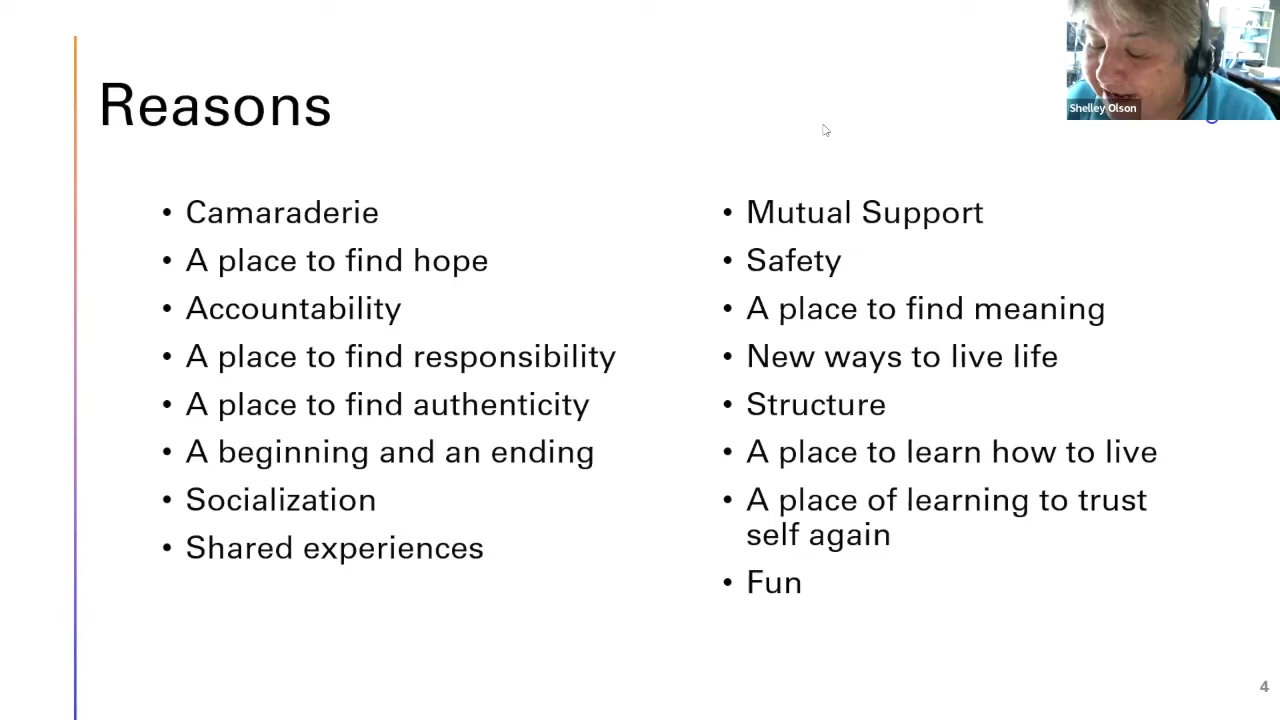 Reasons
Shelley Olson
• Camaraderie
• A place to find hope
• Accountability
• A place to find responsibility
• A place to find authenticity
• A beginning and an ending
• Socialization
• Shared experiences
• Mutual Support
• Safety
• A place to find meaning
• New ways to live life
• Structure
• A place to learn how to live
• A place of learning to trust
self again
• Fun
4